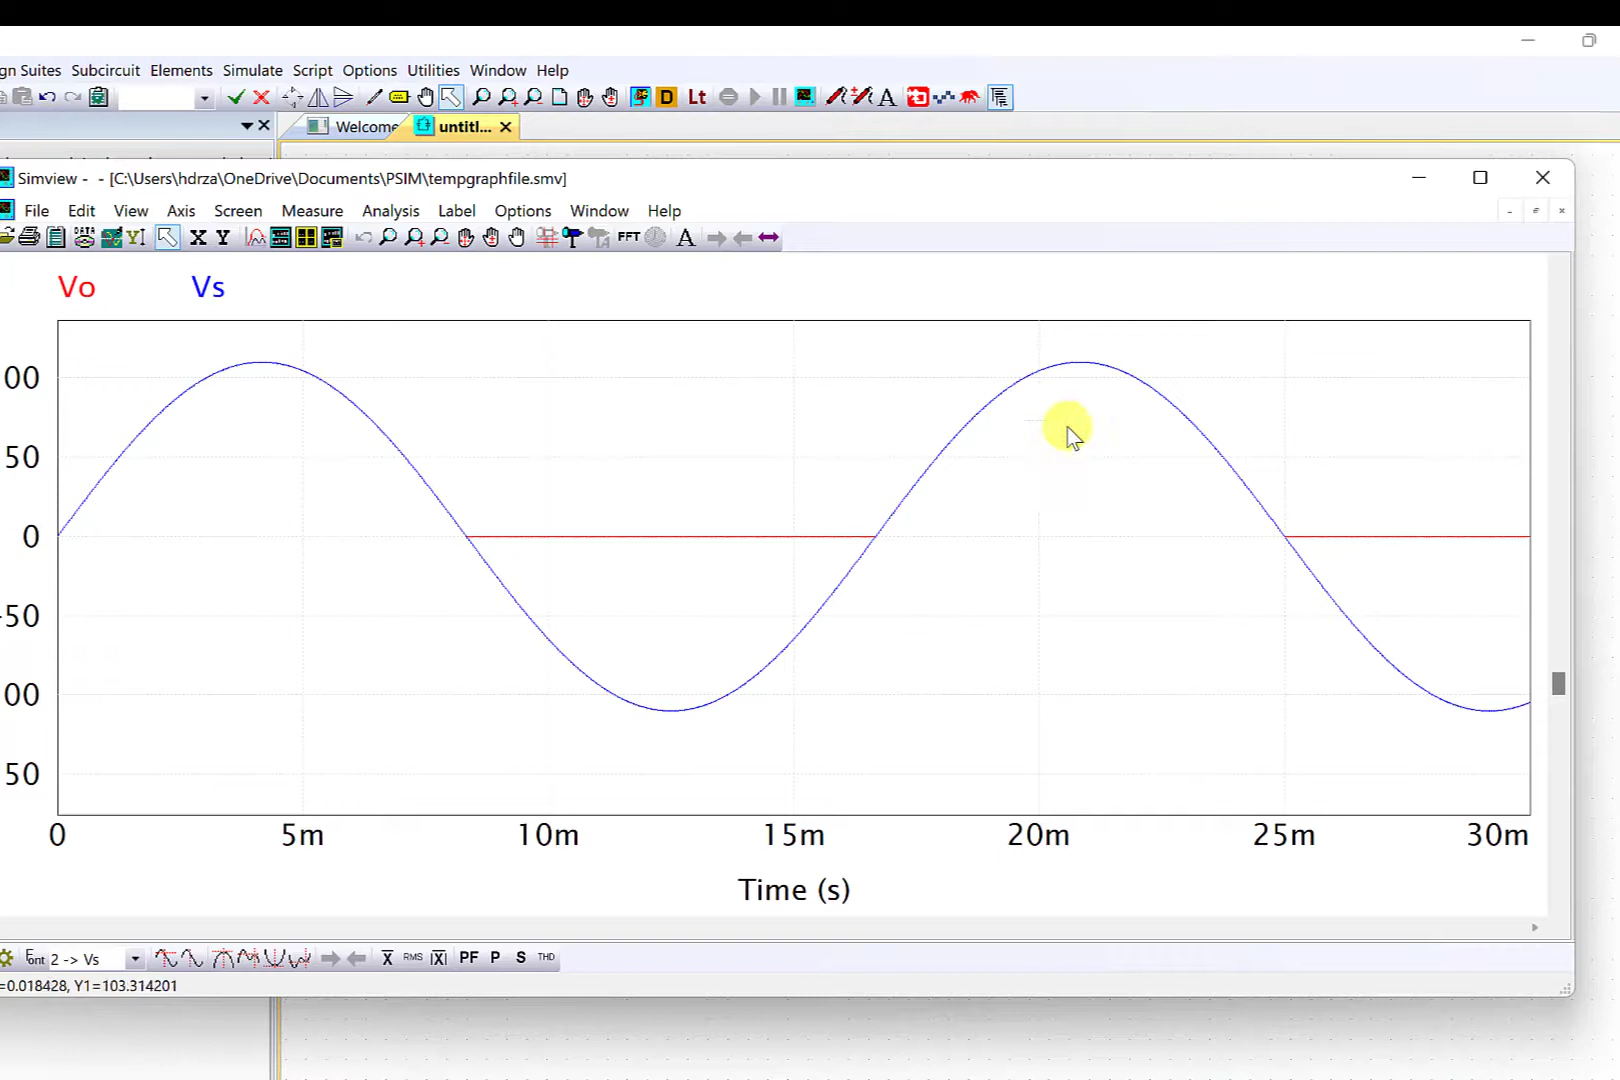 gn Suites Subcircuit Elements Simulate Script Options Utilities Window Help
D Lt A
Welcome untitl...
Simview - - [C:\Users\hdrza\OneDrive\Documents\PSIM\tempgraphfile.smv]
File Edit View Axis Screen Measure Analysis Label Options Window Help
DATA Y X Y FFT A
Vo Vs
00
50
0
-50
00
50
0 5m 10m 15m 20m 25m 30m
Time (s)
Font 2 -> Vs X RMS |X| PF P S THD
=0.018428, Y1=103.314201